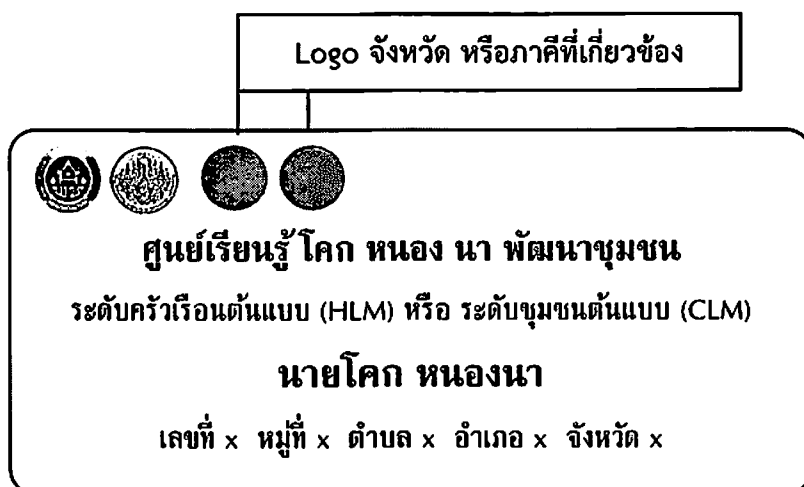 Logo จังหวัด หรือภาคีที่เกี่ยวข้อง
ศูนย์เรียนรู้ โคก หนอง นา พัฒนาชุมชน
ระดับครัวเรือนต้นแบบ (HLM) หรือ ระดับชุมชนต้นแบบ (CLM)
นายโคก หนองนา
เลขที่ x หมู่ที่ x ตำบล x อำเภอ x จังหวัด x